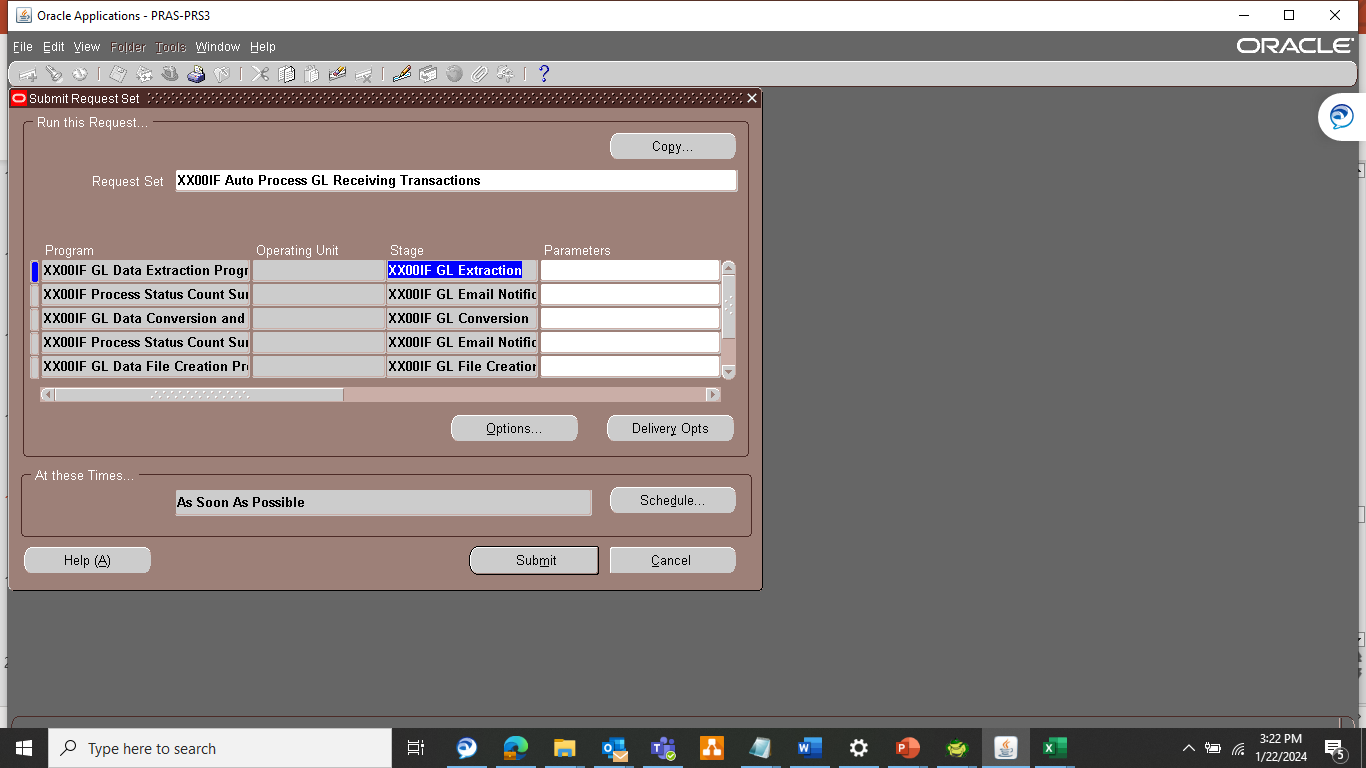 Oracle Applications - PRAS-PRS3
File Edit View Folder Tools Window Help
ORACLE
Submit Request Set
Run this Request...
Copy...
Request Set XX00IF Auto Process GL Receiving Transactions
Program Operating Unit Stage Parameters
XX00IF GL Data Extraction Progr XX00IF GL Extraction
XX00IF Process Status Count Sur XX00IF GL Email Notific
XX00IF GL Data Conversion and XX00IF GL Conversion
XX00IF Process Status Count Sur XX00IF GL Email Notific
XX00IF GL Data File Creation Pr XX00IF GL File Creation
Options... Delivery Opts
At these Times...
As Soon As Possible Schedule...
Help (A) Submit Cancel
Type here to search
3:22 PM
1/22/2024
5